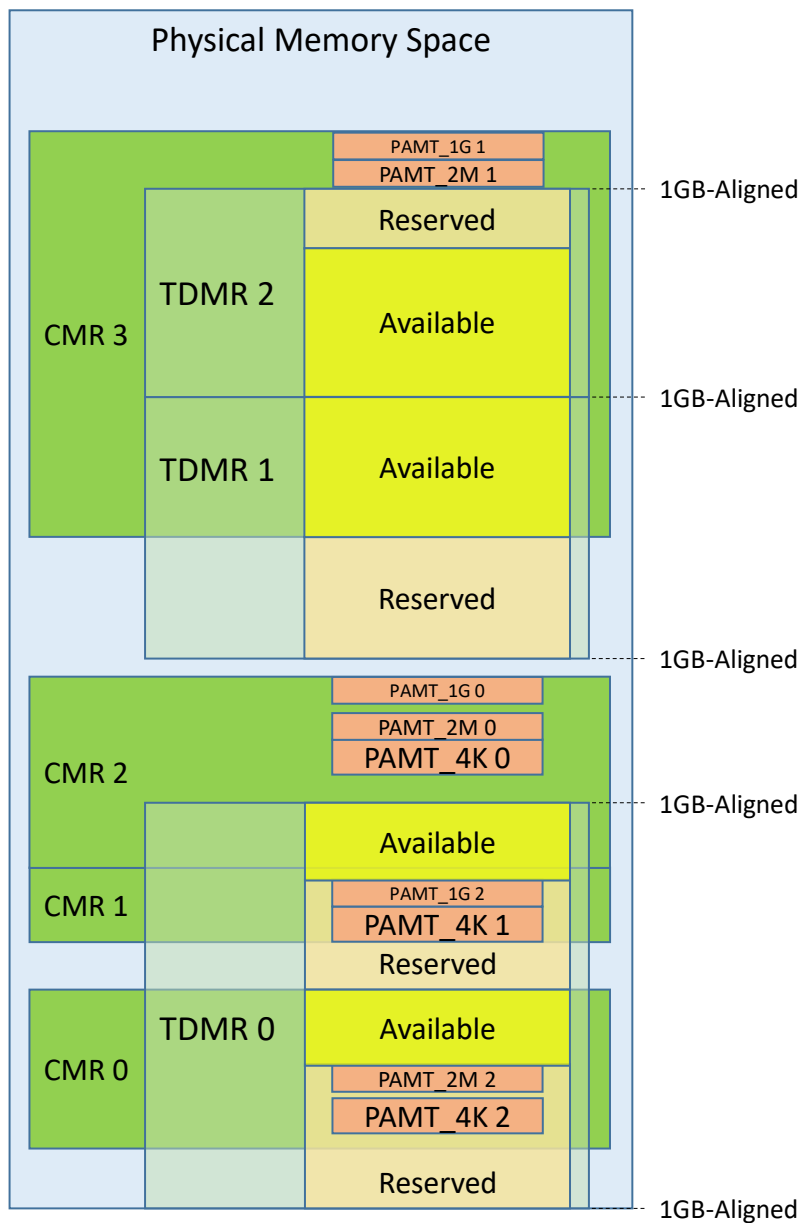 Physical Memory Space
PAMT_1G 1
PAMT_2M 1
1GB-Aligned
Reserved
TDMR 2
Available
CMR 3
1GB-Aligned
TDMR 1
Available
Reserved
1GB-Aligned
PAMT_1G 0
PAMT_2M 0
PAMT_4K 0
CMR 2
1GB-Aligned
Available
PAMT_1G 2
CMR 1
PAMT_4K 1
Reserved
TDMR 0
Available
CMR 0
PAMT_2M 2
PAMT_4K 2
Reserved
1GB-Aligned